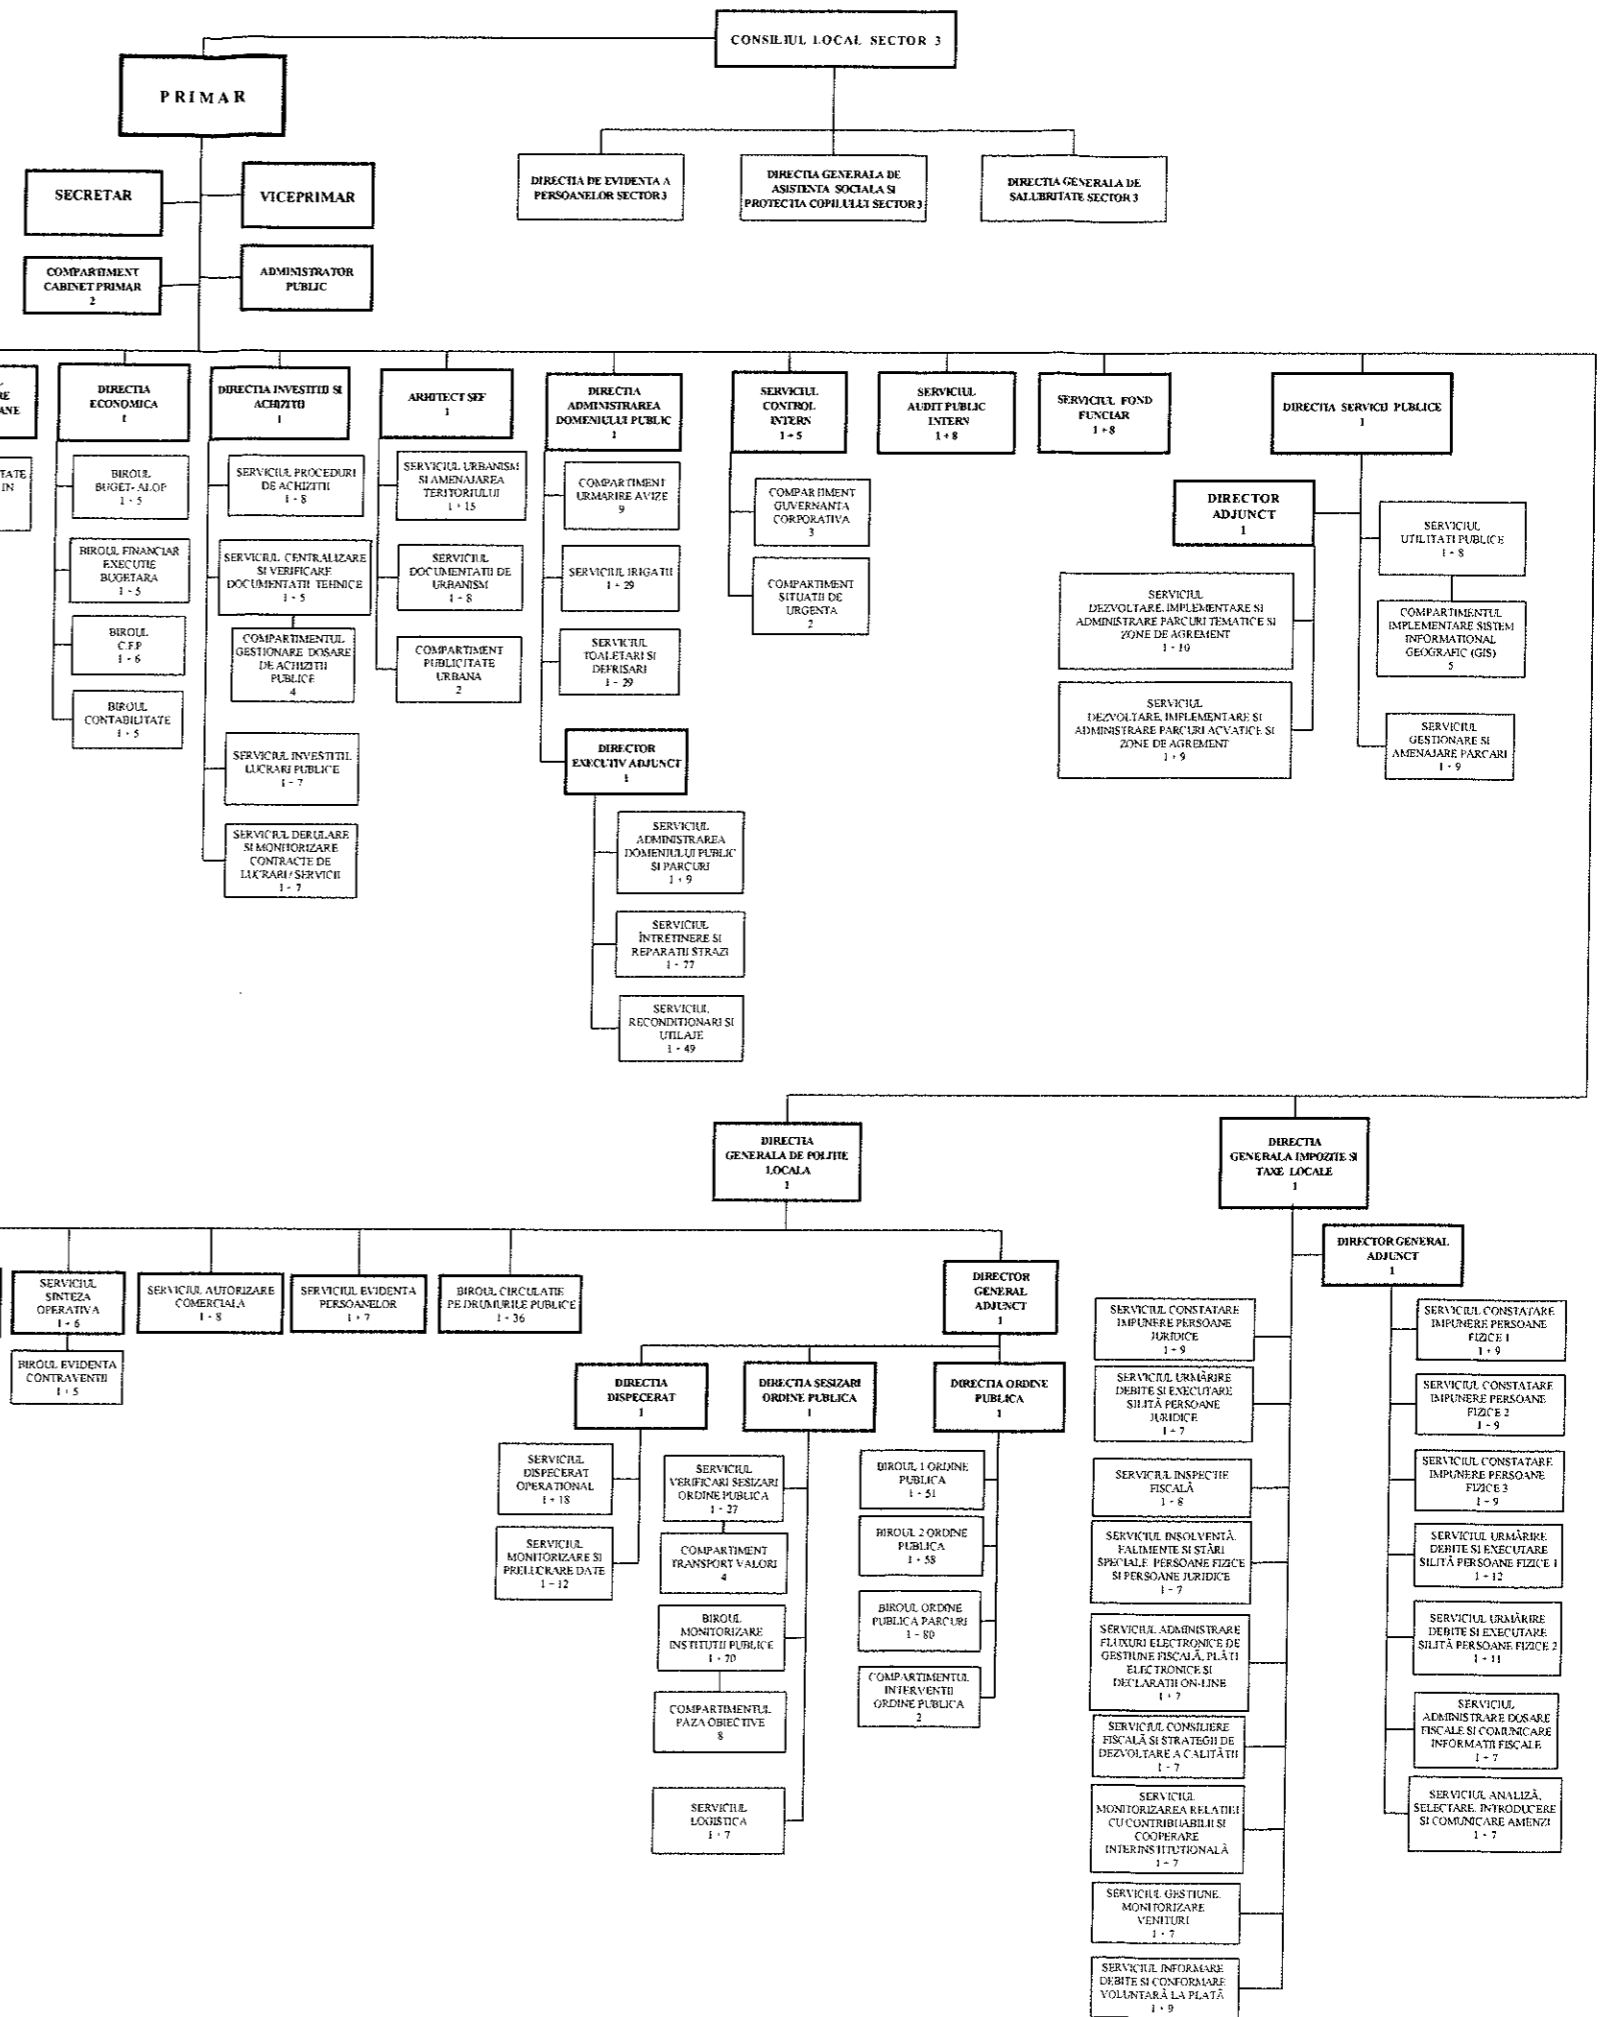 CONSILIUL LOCAL SECTOR 3
PRIMAR
SECRETAR
VICEPRIMAR
COMPARTIMENT
CABINET PRIMAR
2
ADMINISTRATOR
PUBLIC
DIRECTIA DE EVIDENTA A
PERSOANELOR SECTOR 3
DIRECTIA GENERALA DE
ASISTENTA SOCIALA SI
PROTECTIA COPILULUI SECTOR 3
DIRECTIA GENERALA DE
SALUBRITATE SECTOR 3
RE
ANE
TATE
IN
DIRECTIA
ECONOMICA
1
BIROUL
BUGET- ALOP
1 + 5
BIROUL FINANCIAR
EXECUTIE
BUGETARA
1 + 5
BIROUL
C.F.P
1 + 6
BIROUL
CONTABILITATE
1 + 5
DIRECTIA INVESTITII SI
ACHIZITII
1
SERVICIUL PROCEDURI
DE ACHIZITII
1 + 8
SERVICIUL CENTRALIZARE
SI VERIFICARE
DOCUMENTATII TEHNICE
1 + 5
COMPARTIMENTUL
GESTIONARE DOSARE
DE ACHIZITII
PUBLICE
4
SERVICIUL INVESTITII,
LUCRARI PUBLICE
1 + 7
SERVICIUL DERULARE
SI MONITORIZARE
CONTRACTE DE
LUCRARI / SERVICII
1 + 7
ARHITECT ȘEF
1
SERVICIUL URBANISM
SI AMENAJAREA
TERITORIULUI
1 + 15
SERVICIUL
DOCUMENTATII DE
URBANISM
1 + 8
COMPARTIMENT
PUBLICITATE
URBANA
2
DIRECTIA
ADMINISTRAREA
DOMENIULUI PUBLIC
1
COMPARTIMENT
URMARIRE AVIZE
9
SERVICIUL IRIGATII
1 + 29
SERVICIUL
TOALETARI SI
DEFRISARI
1 + 29
DIRECTOR
EXECUTIV ADJUNCT
1
SERVICIUL
ADMINISTRAREA
DOMENIULUI PUBLIC
SI PARCURI
1 + 9
SERVICIUL
ÎNTRETINERE SI
REPARATII STRAZI
1 + 77
SERVICIUL
RECONDITIONARI SI
UTILAJE
1 + 49
SERVICIUL
CONTROL
INTERN
1 + 5
COMPARTIMENT
GUVERNANTA
CORPORATIVA
3
COMPARTIMENT
SITUATII DE
URGENTA
2
SERVICIUL
AUDIT PUBLIC
INTERN
1 + 8
SERVICIUL FOND
FUNCIAR
1 + 8
DIRECTIA SERVICII PUBLICE
1
DIRECTOR
ADJUNCT
1
SERVICIUL
DEZVOLTARE, IMPLEMENTARE SI
ADMINISTRARE PARCURI TEMATICE SI
ZONE DE AGREMENT
1 + 10
SERVICIUL
DEZVOLTARE, IMPLEMENTARE SI
ADMINISTRARE PARCURI ACVATICE SI
ZONE DE AGREMENT
1 + 9
SERVICIUL
UTILITATI PUBLICE
1 + 8
COMPARTIMENTUL
IMPLEMENTARE SISTEM
INFORMATIONAL
GEOGRAFIC (GIS)
5
SERVICIUL
GESTIONARE SI
AMENAJARE PARCARI
1 + 9
DIRECTIA
GENERALA DE POLITIE
LOCALA
1
SERVICIUL
SINTEZA
OPERATIVA
1 + 6
BIROUL EVIDENTA
CONTRAVENTII
1 + 5
SERVICIUL AUTORIZARE
COMERCIALA
1 + 8
SERVICIUL EVIDENTA
PERSOANELOR
1 + 7
BIROUL CIRCULATIE
PE DRUMURILE PUBLICE
1 + 36
DIRECTOR
GENERAL
ADJUNCT
1
DIRECTIA
DISPECERAT
1
SERVICIUL
DISPECERAT
OPERATIONAL
1 + 18
SERVICIUL
MONITORIZARE SI
PRELUCRARE DATE
1 + 12
DIRECTIA SESIZARI
ORDINE PUBLICA
1
SERVICIUL
VERIFICARI SESIZARI
ORDINE PUBLICA
1 + 27
COMPARTIMENT
TRANSPORT VALORI
4
BIROUL
MONITORIZARE
INSTITUTII PUBLICE
1 + 70
COMPARTIMENTUL
PAZA OBIECTIVE
8
SERVICIUL
LOGISTICA
1 + 7
DIRECTIA ORDINE
PUBLICA
1
BIROUL 1 ORDINE
PUBLICA
1 + 51
BIROUL 2 ORDINE
PUBLICA
1 + 58
BIROUL ORDINE
PUBLICA PARCURI
1 + 80
COMPARTIMENTUL
INTERVENTII
ORDINE PUBLICA
2
DIRECTIA
GENERALA IMPOZITE SI
TAXE LOCALE
1
SERVICIUL CONSTATARE
IMPUNERE PERSOANE
JURIDICE
1 + 9
SERVICIUL URMĂRIRE
DEBITE SI EXECUTARE
SILITĂ PERSOANE
JURIDICE
1 + 7
SERVICIUL INSPECTIE
FISCALĂ
1 + 8
SERVICIUL INSOLVENTĂ,
FALIMENTE SI STĂRI
SPECIALE PERSOANE FIZICE
SI PERSOANE JURIDICE
1 + 7
SERVICIUL ADMINISTRARE
FLUXURI ELECTRONICE DE
GESTIUNE FISCALĂ, PLĂTI
ELECTRONICE SI
DECLARATII ON-LINE
1 + 7
SERVICIUL CONSILIERE
FISCALĂ SI STRATEGII DE
DEZVOLTARE A CALITĂTII
1 + 7
SERVICIUL
MONITORIZAREA RELATIEI
CU CONTRIBUABILII SI
COOPERARE
INTERINSTITUTIONALĂ
1 + 7
SERVICIUL GESTIUNE,
MONITORIZARE
VENITURI
1 + 7
SERVICIUL INFORMARE
DEBITE SI CONFORMARE
VOLUNTARĂ LA PLATĂ
1 + 9
DIRECTOR GENERAL
ADJUNCT
1
SERVICIUL CONSTATARE
IMPUNERE PERSOANE
FIZICE 1
1 + 9
SERVICIUL CONSTATARE
IMPUNERE PERSOANE
FIZICE 2
1 + 9
SERVICIUL CONSTATARE
IMPUNERE PERSOANE
FIZICE 3
1 + 9
SERVICIUL URMĂRIRE
DEBITE SI EXECUTARE
SILITĂ PERSOANE FIZICE 1
1 + 12
SERVICIUL URMĂRIRE
DEBITE SI EXECUTARE
SILITĂ PERSOANE FIZICE 2
1 + 11
SERVICIUL
ADMINISTRARE DOSARE
FISCALE SI COMUNICARE
INFORMATII FISCALE
1 + 7
SERVICIUL ANALIZĂ,
SELECTARE, INTRODUCERE
SI COMUNICARE AMENZI
1 + 7